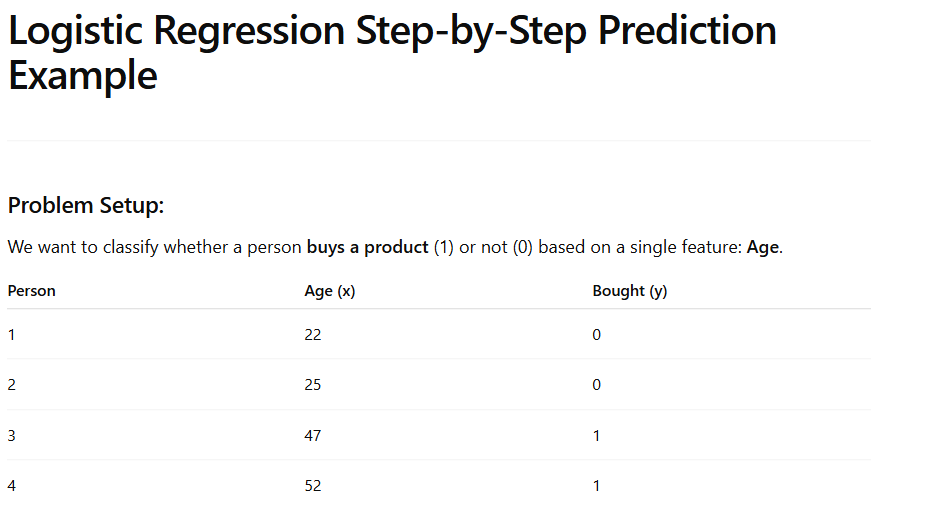 Logistic Regression Step-by-Step Prediction
Example
Problem Setup:
We want to classify whether a person buys a product (1) or not (0) based on a single feature: Age.
Person Age (x) Bought (y)
1 22 0
2 25 0
3 47 1
4 52 1